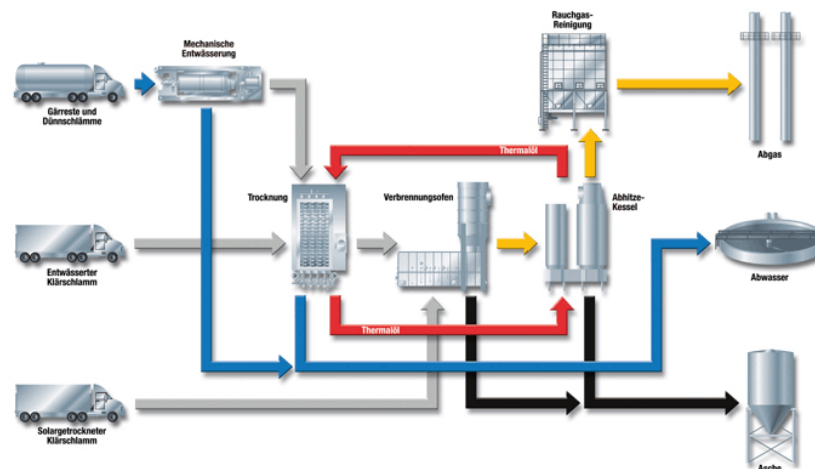 Rauchgas-
Reinigung
Mechanische
Entwässerung
Gärreste und
Dünnschlämme
Abgas
Thermalöl
Trocknung
Verbrennungsofen
Abhitze-
Kessel
Entwässerter
Klärschlamm
Abwasser
Thermalöl
Solargetrockneter
Klärschlamm
Asche